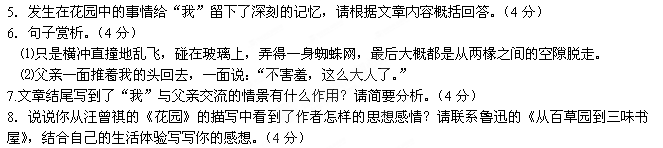 5．发生在花园中的事情给“我”留下了深刻的记忆，请根据文章内容概括回答。（4分）
6．句子赏析。（4分）
⑴只是横冲直撞地乱飞，碰在玻璃上，弄得一身蜘蛛网，最后大概都是从两椽之间的空隙脱走。
⑵父亲一面推着我的头回去，一面说：“不害羞，这么大人了。”
7.文章结尾写到了“我”与父亲交流的情景有什么作用？请简要分析。（4分）
8．说说你从汪曾祺的《花园》的描写中看到了作者怎样的思想感情？请联系鲁迅的《从百草园到三味书
屋》，结合自己的生活体验写写你的感想。（4分）